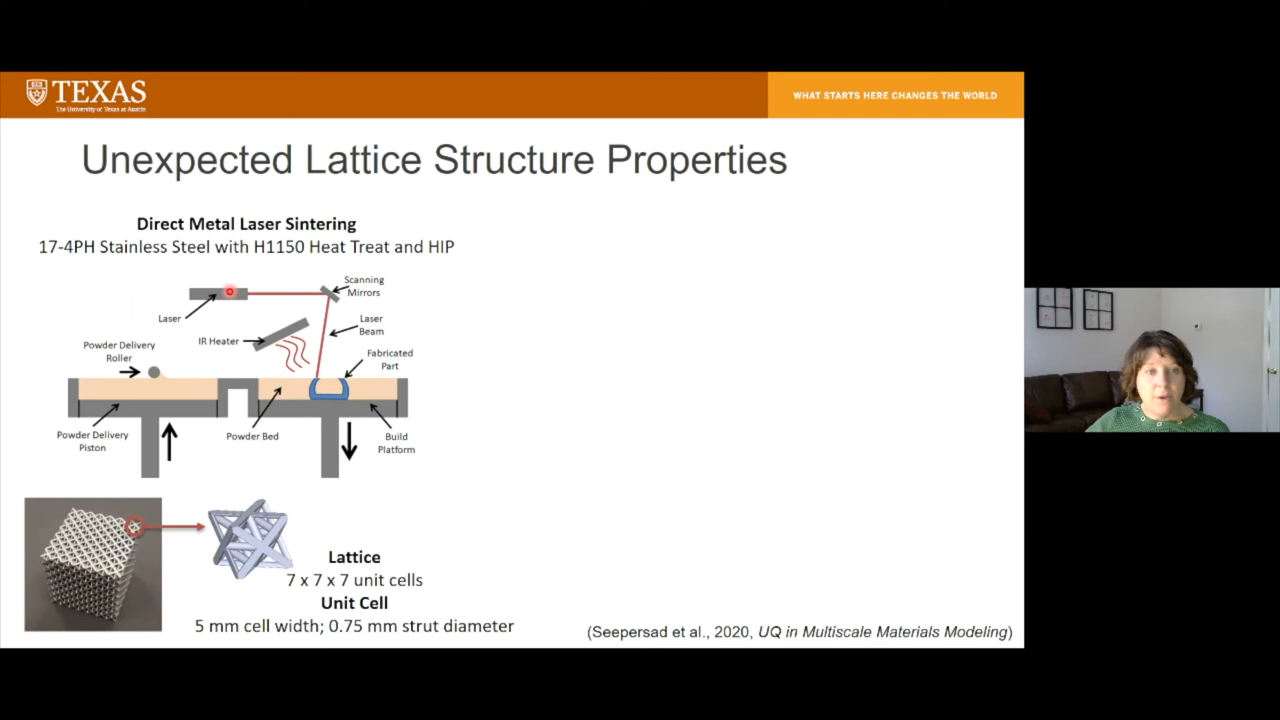 TEXAS
The University of Texas at Austin
WHAT STARTS HERE CHANGES THE WORLD
Unexpected Lattice Structure Properties
Direct Metal Laser Sintering
17-4PH Stainless Steel with H1150 Heat Treat and HIP
Scanning
Mirrors
Laser
Laser
Beam
IR Heater
Powder Delivery
Roller
Fabricated
Part
Powder Delivery
Piston
Powder Bed
Build
Platform
Lattice
7 x 7 x 7 unit cells
Unit Cell
5 mm cell width; 0.75 mm strut diameter
(Seepersad et al., 2020, UQ in Multiscale Materials Modeling)